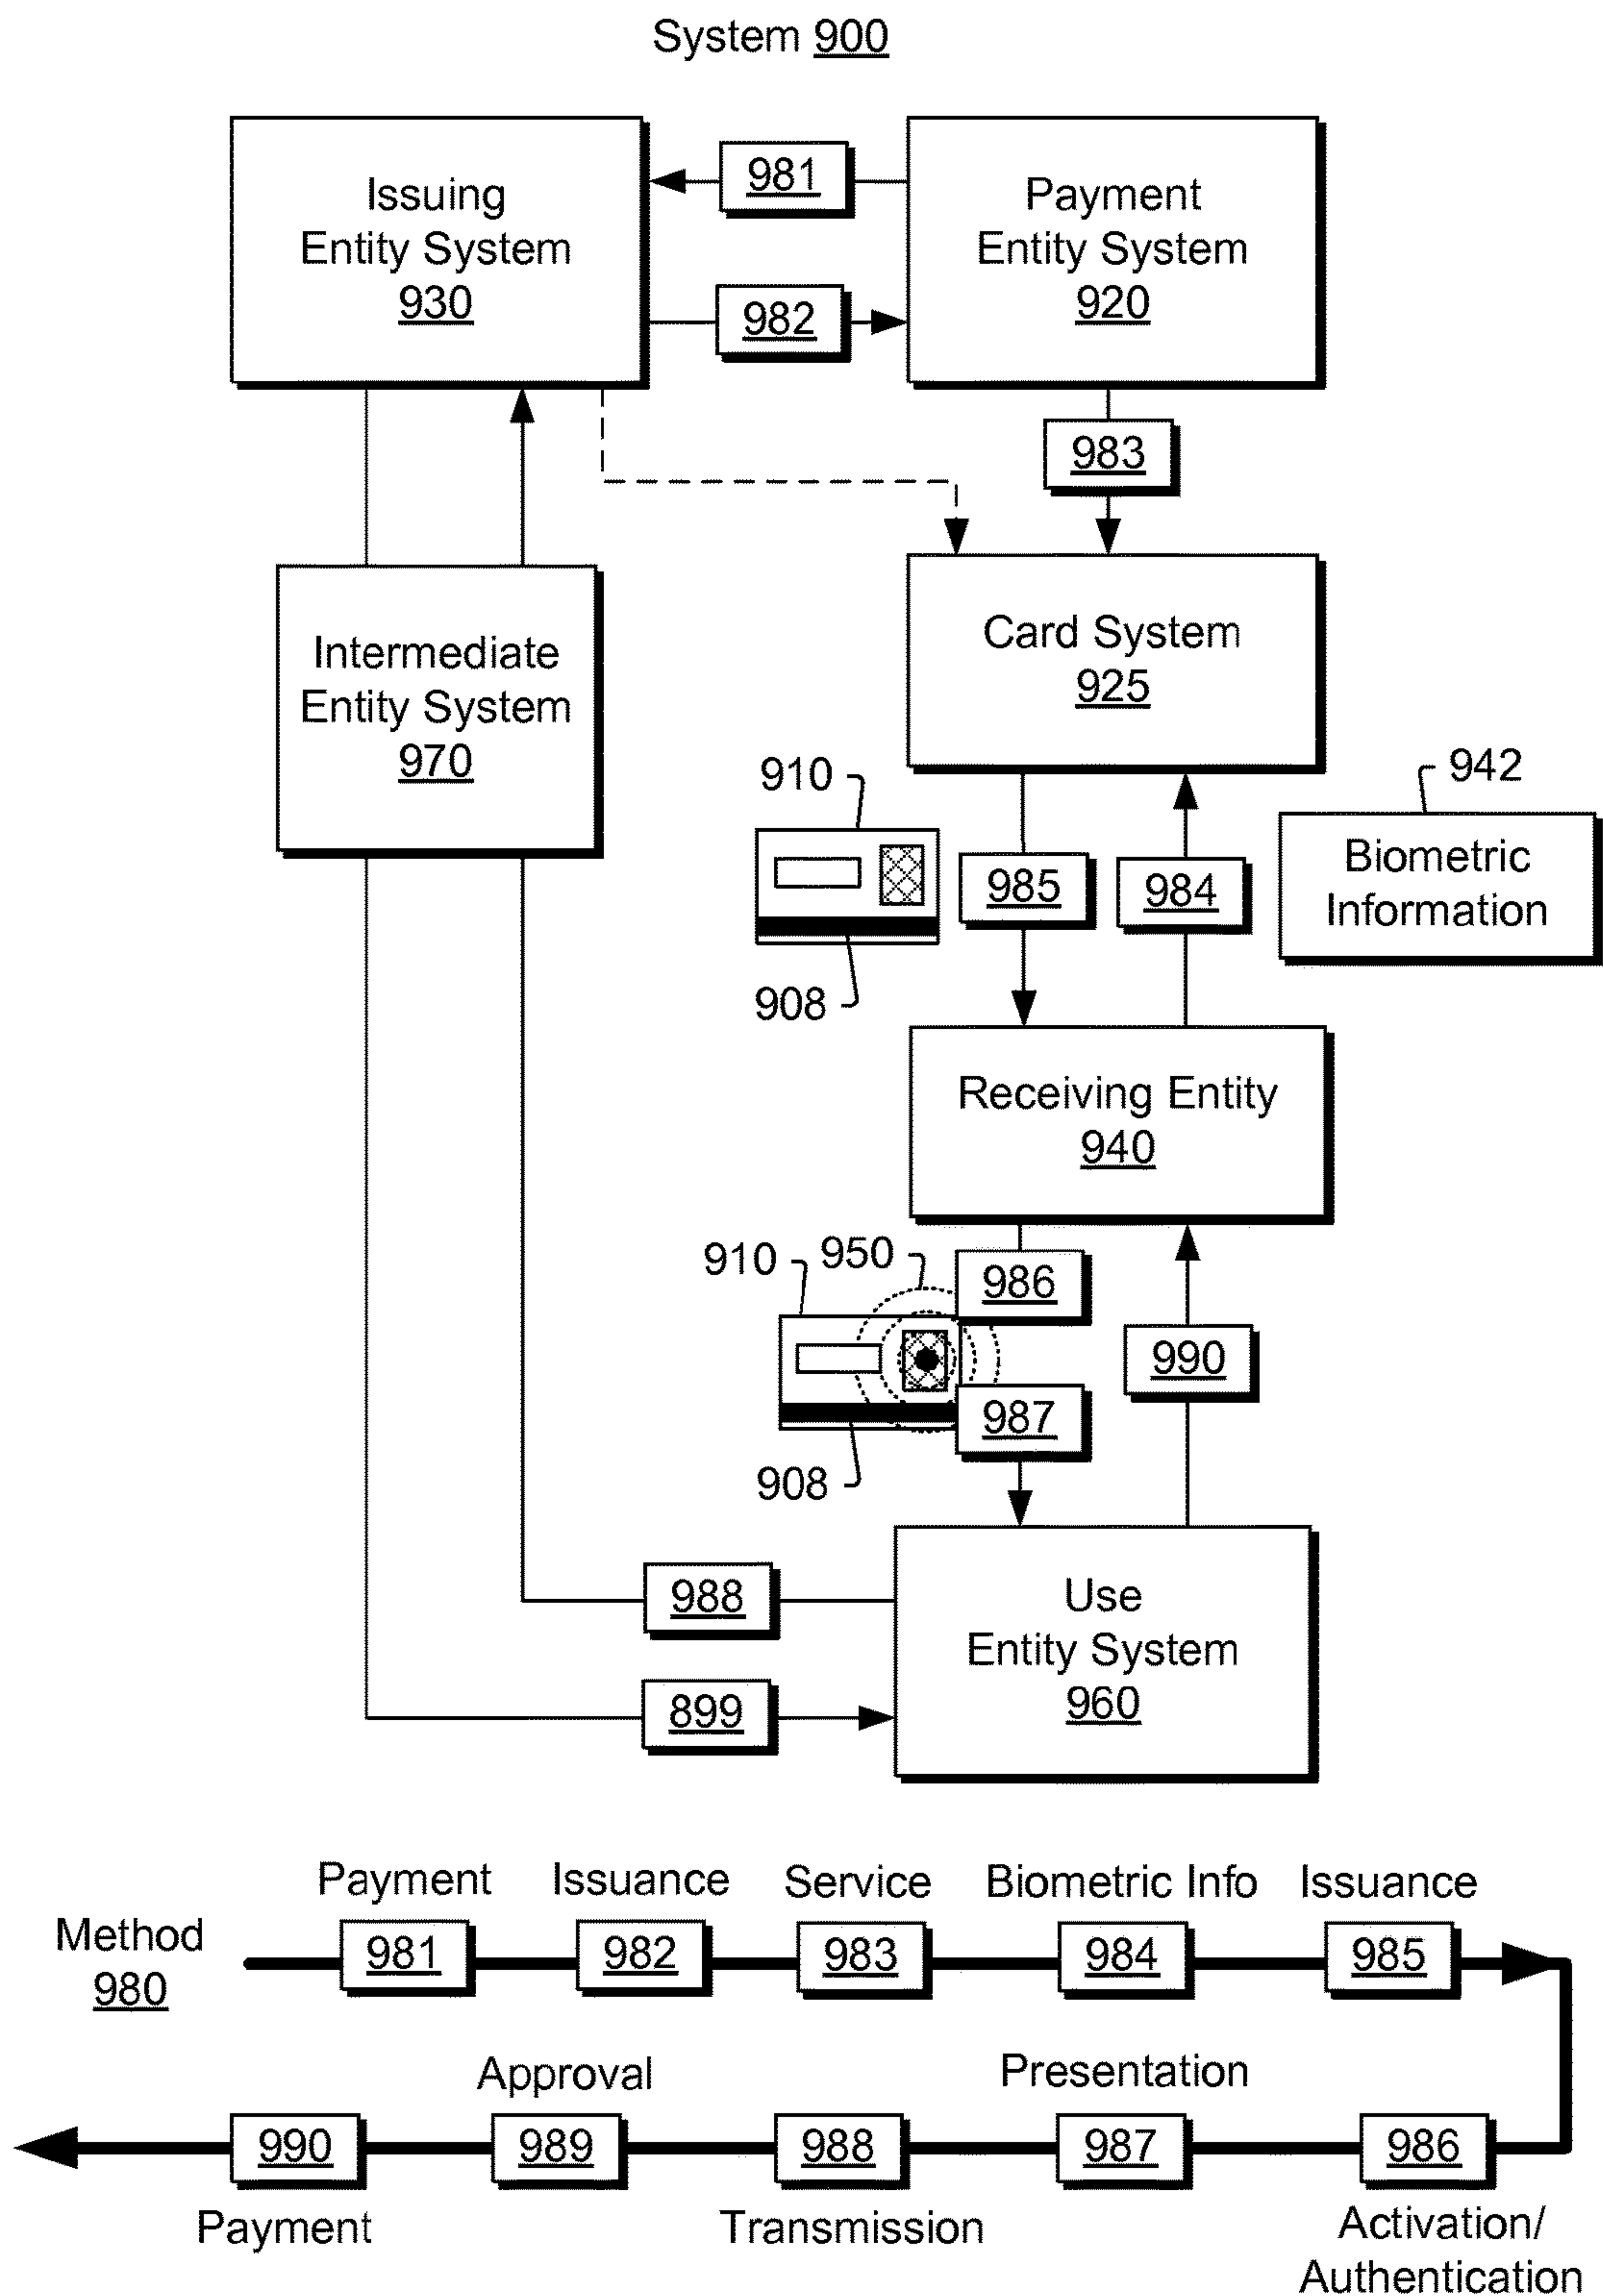 System 900
Issuing
Entity System
930
981
982
Payment
Entity System
920
983
Card System
925
Intermediate
Entity System
970
910
908
985
984
942
Biometric
Information
Receiving Entity
940
910
950
986
987
908
990
988
899
Use
Entity System
960
Method
980
Payment
981
Issuance
982
Service
983
Biometric Info
984
Issuance
985
Approval
Presentation
990
989
988
987
986
Payment
Transmission
Activation/
Authentication